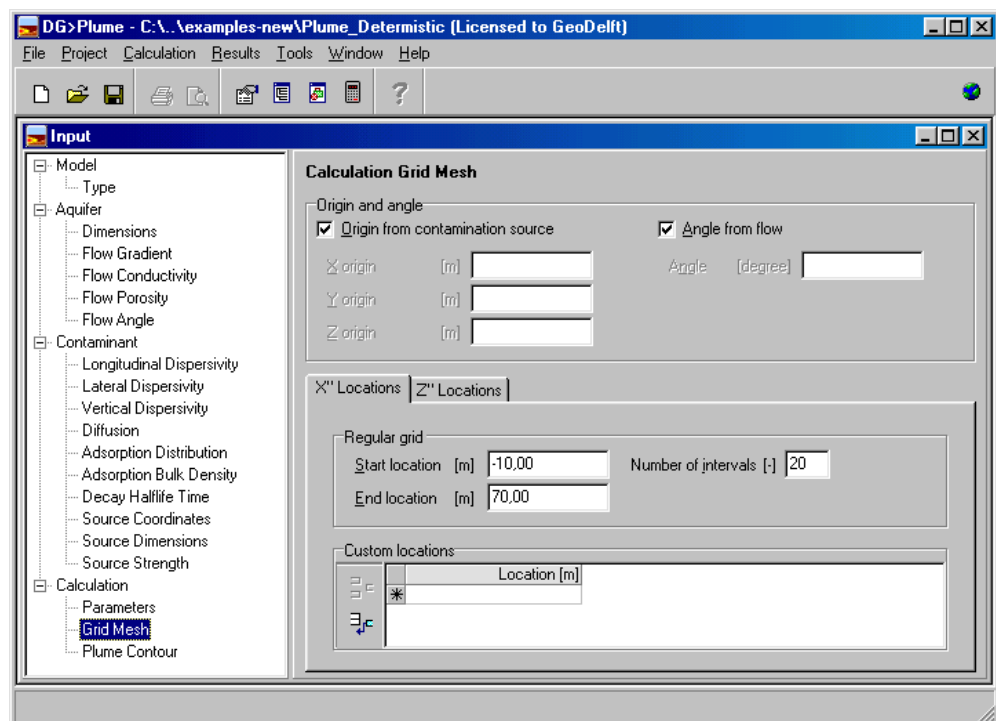 DG>Plume - C:\..\examples-new\Plume_Determistic (Licensed to GeoDelft)
File Project Calculation Results Tools Window Help
Input
Model
Type
Aquifer
Dimensions
Flow Gradient
Flow Conductivity
Flow Porosity
Flow Angle
Contaminant
Longitudinal Dispersivity
Lateral Dispersivity
Vertical Dispersivity
Diffusion
Adsorption Distribution
Adsorption Bulk Density
Decay Halflife Time
Source Coordinates
Source Dimensions
Source Strength
Calculation
Parameters
Grid Mesh
Plume Contour
Calculation Grid Mesh
Origin and angle
Origin from contamination source
Angle from flow
X origin [m]
Angle [degree]
Y origin [m]
Z origin [m]
X'' Locations Z'' Locations
Regular grid
Start location [m] -10,00 Number of intervals [-] 20
End location [m] 70,00
Custom locations
Location [m]